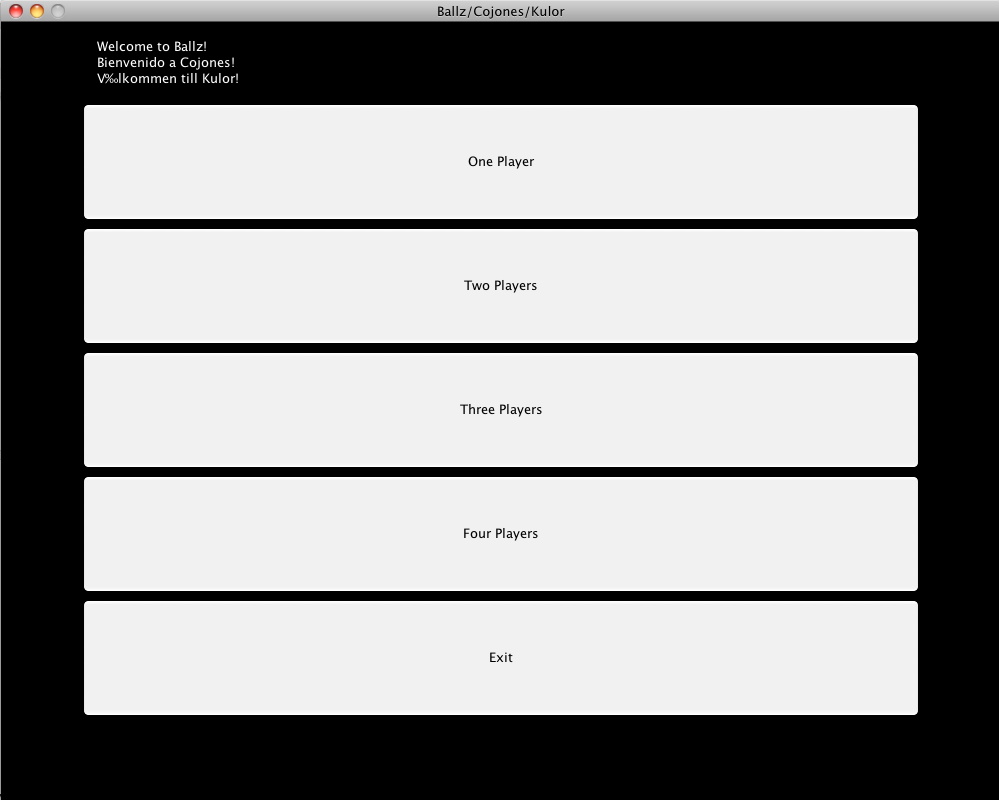 Ballz/Cojones/Kulor
Welcome to Ballz!
Bienvenido a Cojones!
V‰lkommen till Kulor!
One Player
Two Players
Three Players
Four Players
Exit